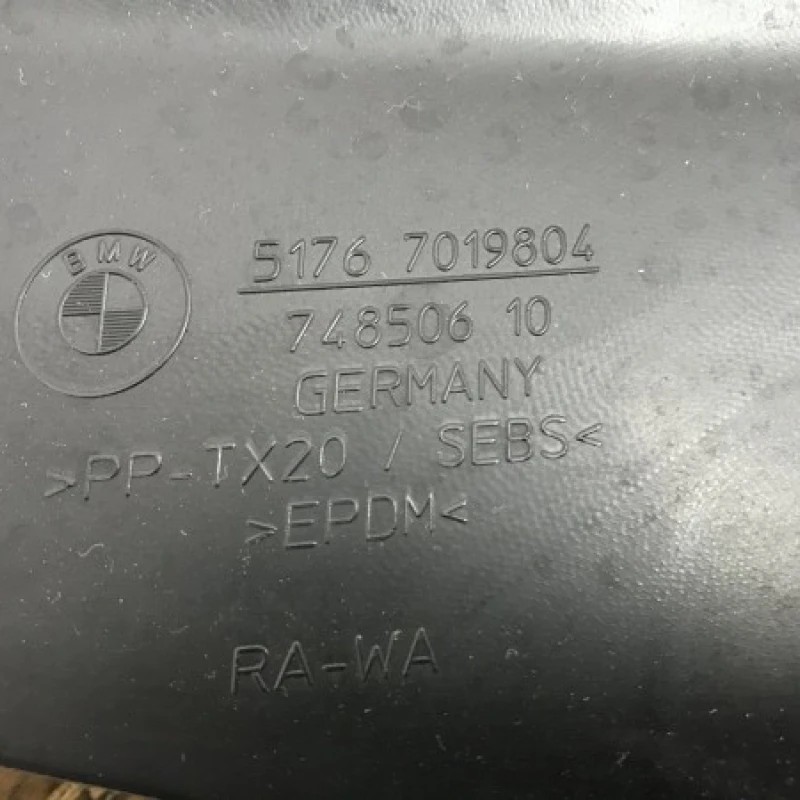 BMW
5176 7019804
748506 10
GERMANY
>PP-TX20 / SEBS<
>EPDM<
RA-WA